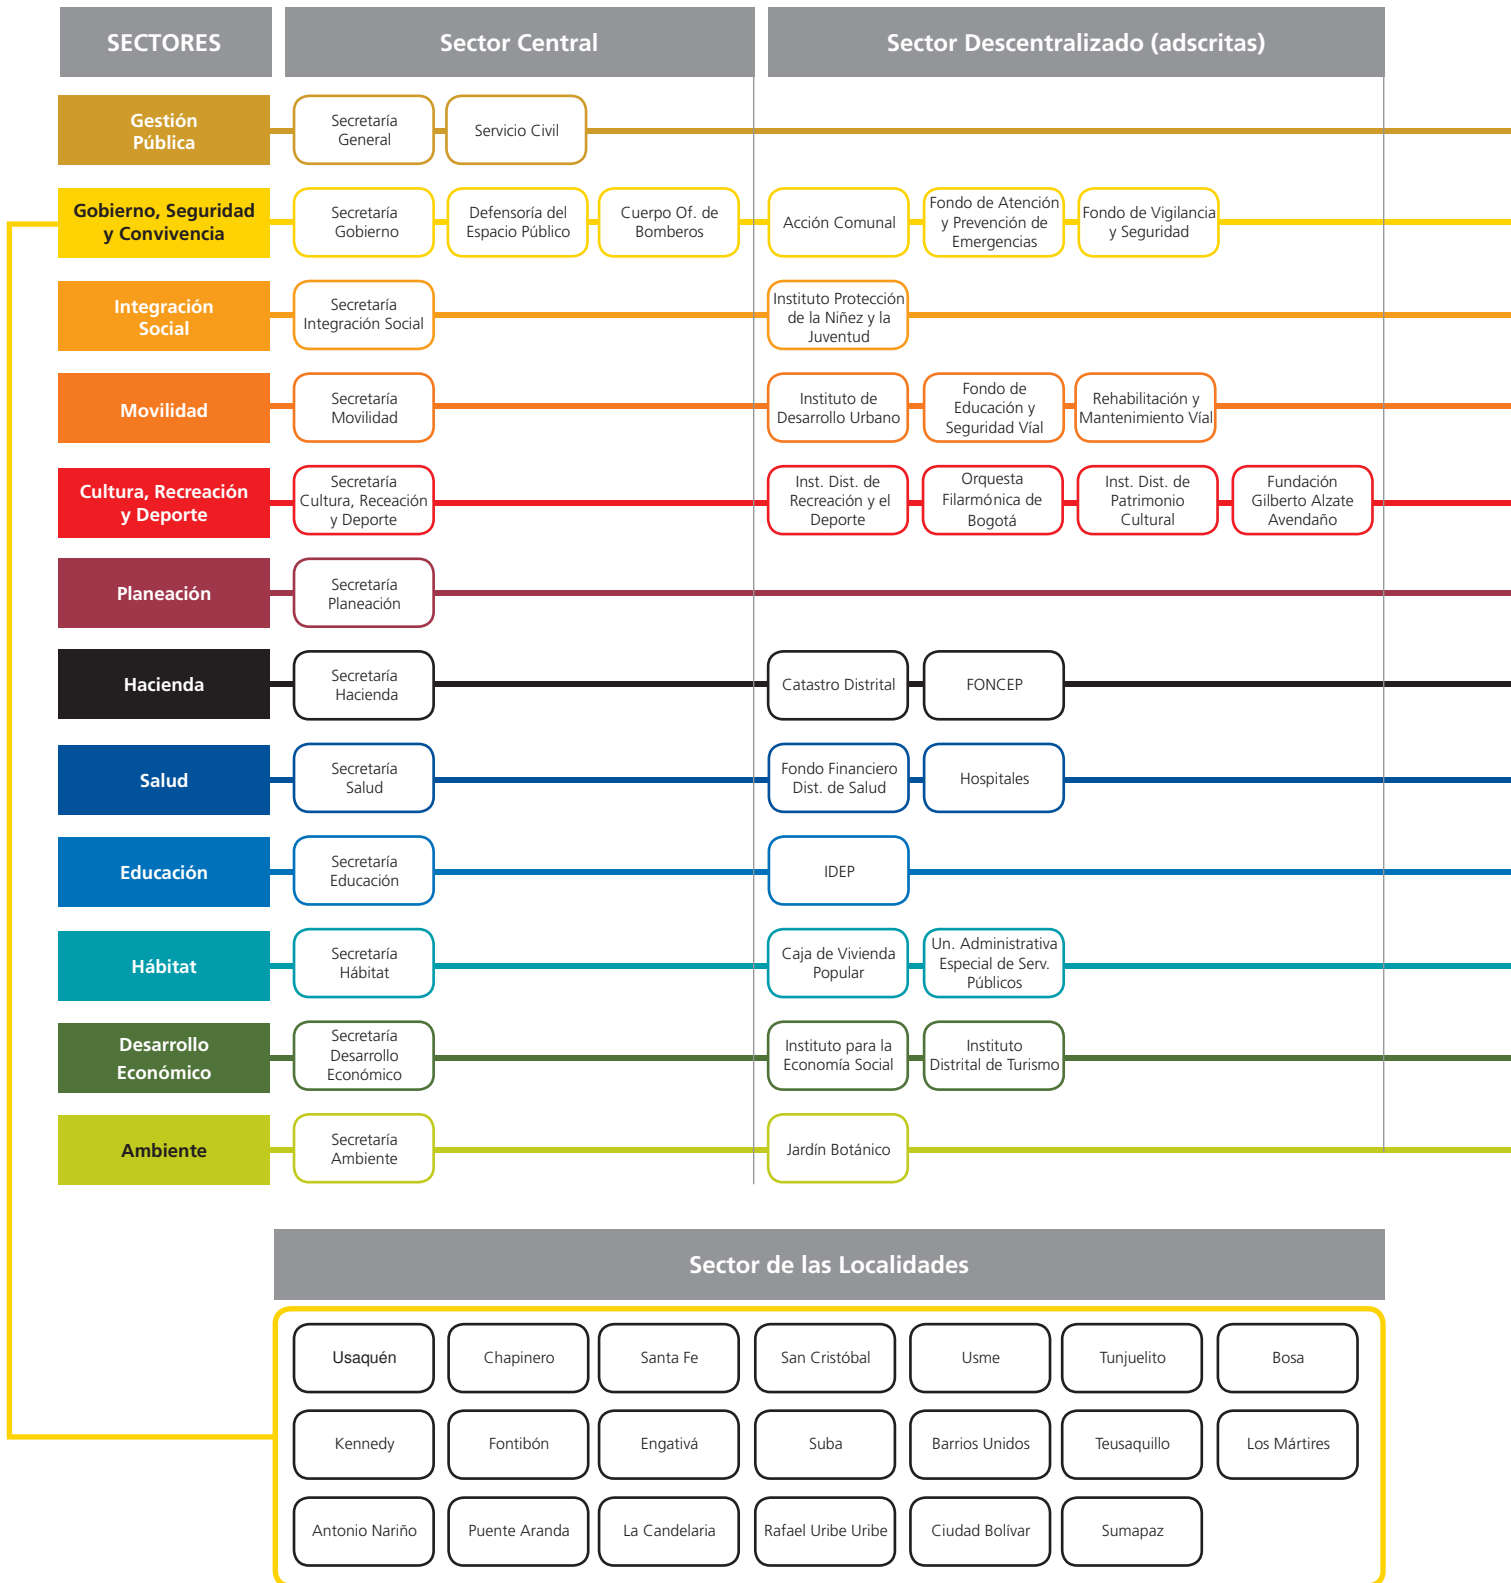 SECTORES
Sector Central
Sector Descentralizado (adscritas)
Gestión
Pública
Secretaría
General
Servicio Civil
Gobierno, Seguridad
y Convivencia
Secretaría
Gobierno
Defensoría del
Espacio Público
Cuerpo Of. de
Bomberos
Acción Comunal
Fondo de Atención
y Prevención de
Emergencias
Fondo de Vigilancia
y Seguridad
Integración
Social
Secretaría
Integración Social
Instituto Protección
de la Niñez y la
Juventud
Movilidad
Secretaría
Movilidad
Instituto de
Desarrollo Urbano
Fondo de
Educación y
Seguridad Víal
Rehabilitación y
Mantenimiento Víal
Cultura, Recreación
y Deporte
Secretaría
Cultura, Receación
y Deporte
Inst. Dist. de
Recreación y el
Deporte
Orquesta
Filarmónica de
Bogotá
Inst. Dist. de
Patrimonio
Cultural
Fundación
Gilberto Alzate
Avendaño
Planeación
Secretaría
Planeación
Hacienda
Secretaría
Hacienda
Catastro Distrital
FONCEP
Salud
Secretaría
Salud
Fondo Financiero
Dist. de Salud
Hospitales
Educación
Secretaría
Educación
IDEP
Hábitat
Secretaría
Hábitat
Caja de Vivienda
Popular
Un. Administrativa
Especial de Serv.
Públicos
Desarrollo
Económico
Secretaría
Desarrollo
Económico
Instituto para la
Economía Social
Instituto
Distrital de Turismo
Ambiente
Secretaría
Ambiente
Jardín Botánico
Sector de las Localidades
Usaquén
Chapinero
Santa Fe
San Cristóbal
Usme
Tunjuelito
Bosa
Kennedy
Fontibón
Engativá
Suba
Barrios Unidos
Teusaquillo
Los Mártires
Antonio Nariño
Puente Aranda
La Candelaria
Rafael Uribe Uribe
Ciudad Bolívar
Sumapaz